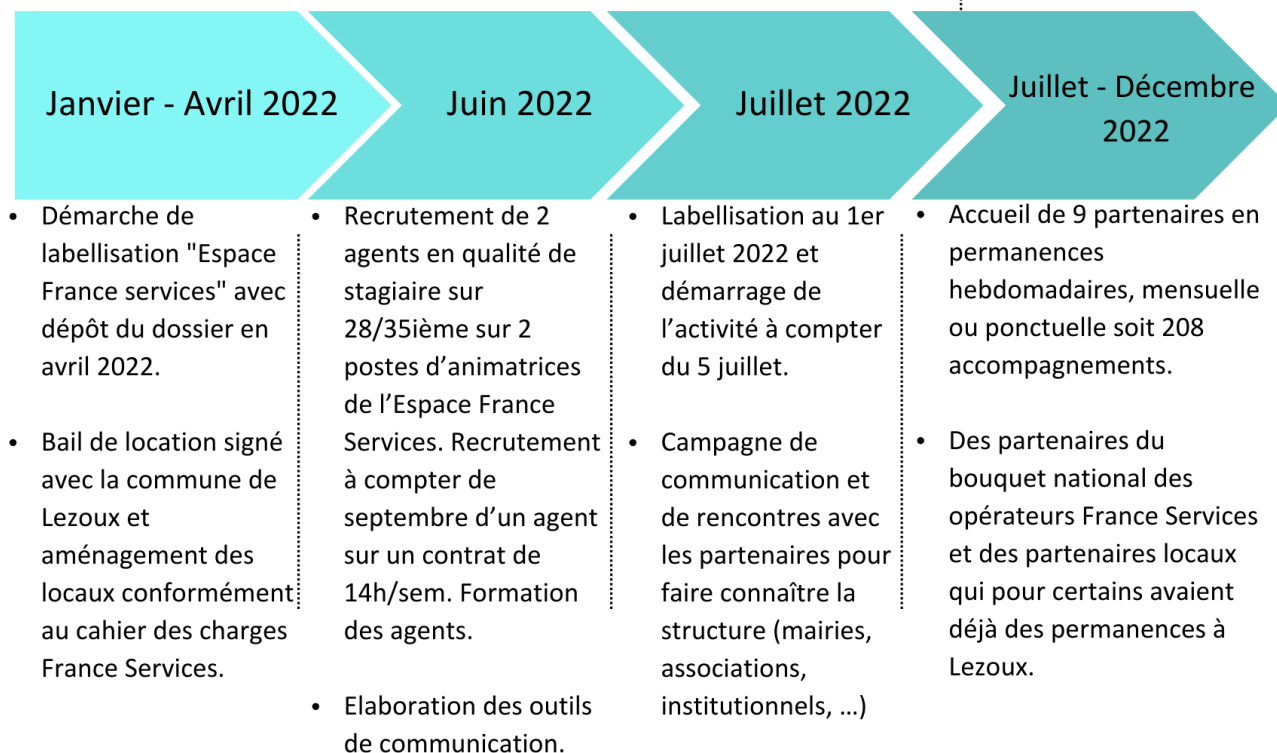 Janvier - Avril 2022
Juin 2022
Juillet 2022
Juillet - Décembre
2022
• Démarche de
labellisation "Espace
France services" avec
dépôt du dossier en
avril 2022.
• Bail de location signé
avec la commune de
Lezoux et
aménagement des
locaux conformément
au cahier des charges
France Services.
• Recrutement de 2
agents en qualité de
stagiaire sur
28/35ième sur 2
postes d’animatrices
de l’Espace France
Services. Recrutement
à compter de
septembre d’un agent
sur un contrat de
14h/sem. Formation
des agents.
• Elaboration des outils
de communication.
• Labellisation au 1er
juillet 2022 et
démarrage de
l’activité à compter
du 5 juillet.
• Campagne de
communication et
de rencontres avec
les partenaires pour
faire connaître la
structure (mairies,
associations,
institutionnels, ...)
• Accueil de 9 partenaires en
permanences
hebdomadaires, mensuelle
ou ponctuelle soit 208
accompagnements.
• Des partenaires du
bouquet national des
opérateurs France Services
et des partenaires locaux
qui pour certains avaient
déjà des permanences à
Lezoux.